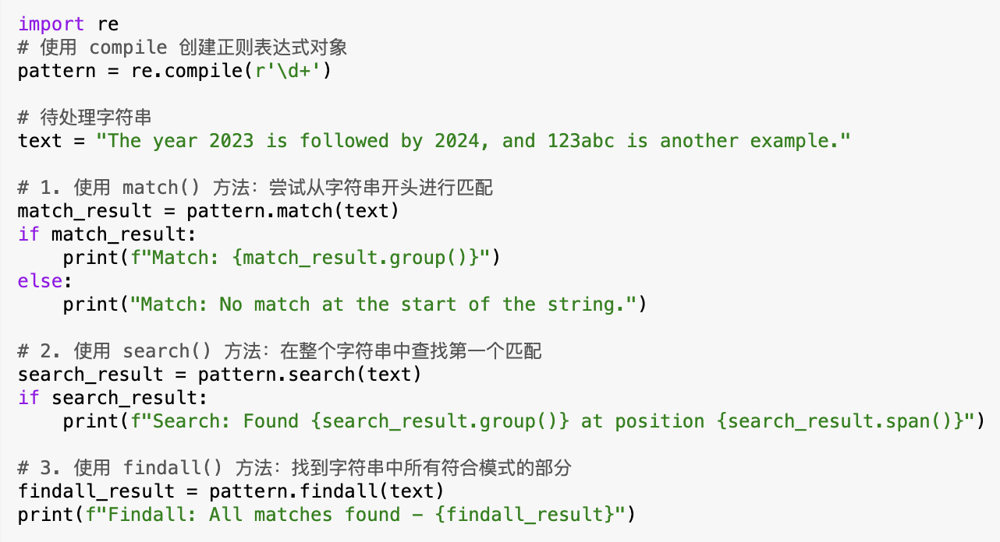 import re
# 使用 compile 创建正则表达式对象
pattern = re.compile(r'\d+')
# 待处理字符串
text = "The year 2023 is followed by 2024, and 123abc is another example."
# 1. 使用 match() 方法：尝试从字符串开头进行匹配
match_result = pattern.match(text)
if match_result:
    print(f"Match: {match_result.group()}")
else:
    print("Match: No match at the start of the string.")
# 2. 使用 search() 方法：在整个字符串中查找第一个匹配
search_result = pattern.search(text)
if search_result:
    print(f"Search: Found {search_result.group()} at position {search_result.span()}")
# 3. 使用 findall() 方法：找到字符串中所有符合模式的部分
findall_result = pattern.findall(text)
print(f"Findall: All matches found - {findall_result}")